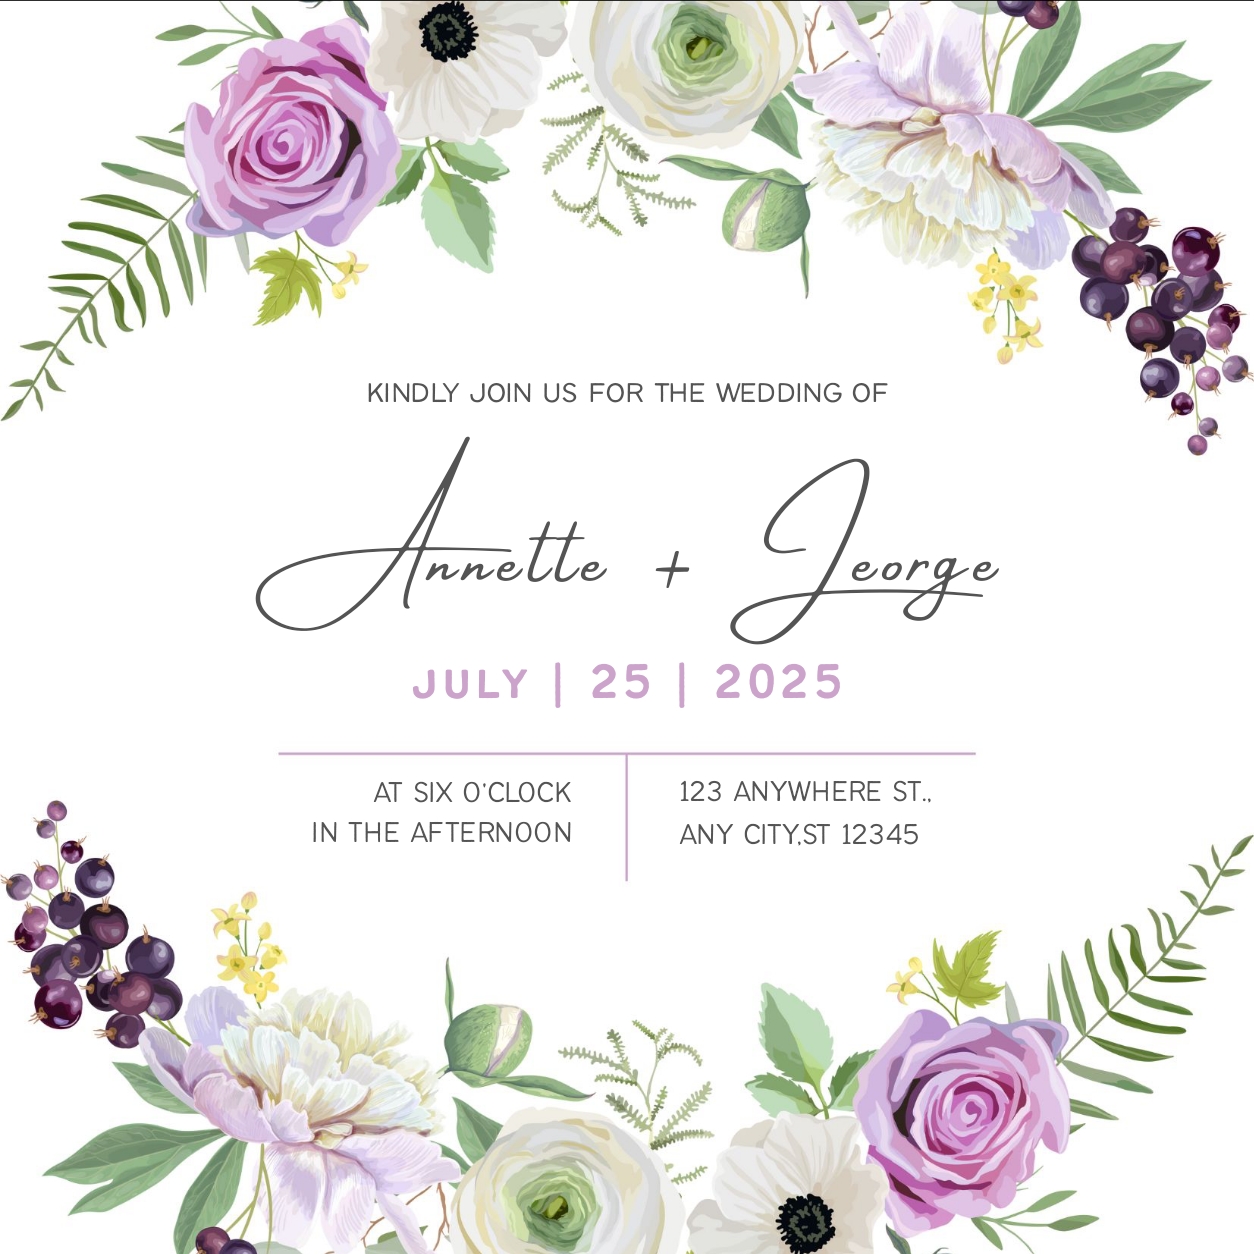 KINDLY JOIN US FOR THE WEDDING OF
Annette + Jeorge
JULY | 25 | 2025
AT SIX O'CLOCK
IN THE AFTERNOON
123 ANYWHERE ST.,
ANY CITY,ST 12345